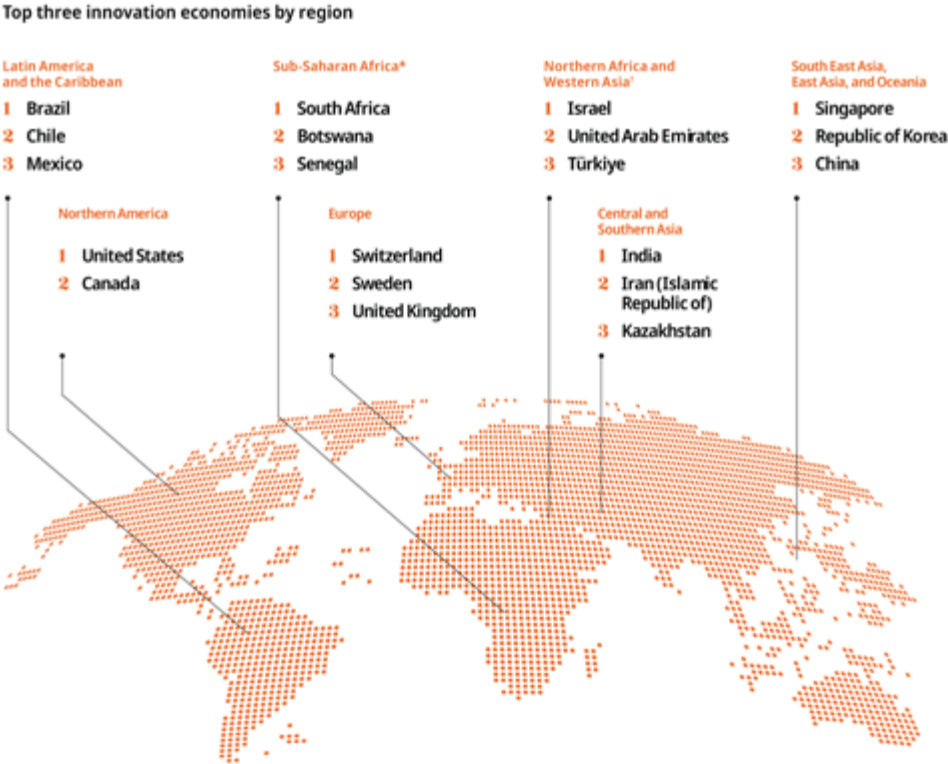 Top three innovation economies by region
Latin America
and the Caribbean
1 Brazil
2 Chile
3 Mexico
Sub-Saharan Africa*
1 South Africa
2 Botswana
3 Senegal
Northern Africa and
Western Asia†
1 Israel
2 United Arab Emirates
3 Türkiye
South East Asia,
East Asia, and Oceania
1 Singapore
2 Republic of Korea
3 China
Northern America
1 United States
2 Canada
Europe
1 Switzerland
2 Sweden
3 United Kingdom
Central and
Southern Asia
1 India
2 Iran (Islamic
Republic of)
3 Kazakhstan